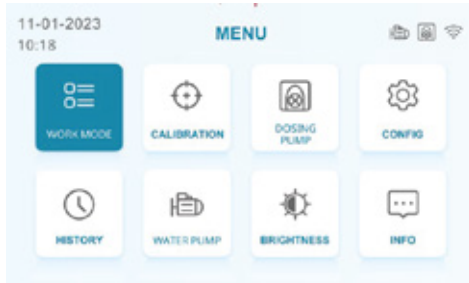 11-01-2023
10:18
MENU
WORK MODE
CALIBRATION
DOSING
PUMP
CONFIG
HISTORY
WATER PUMP
BRIGHTNESS
INFO